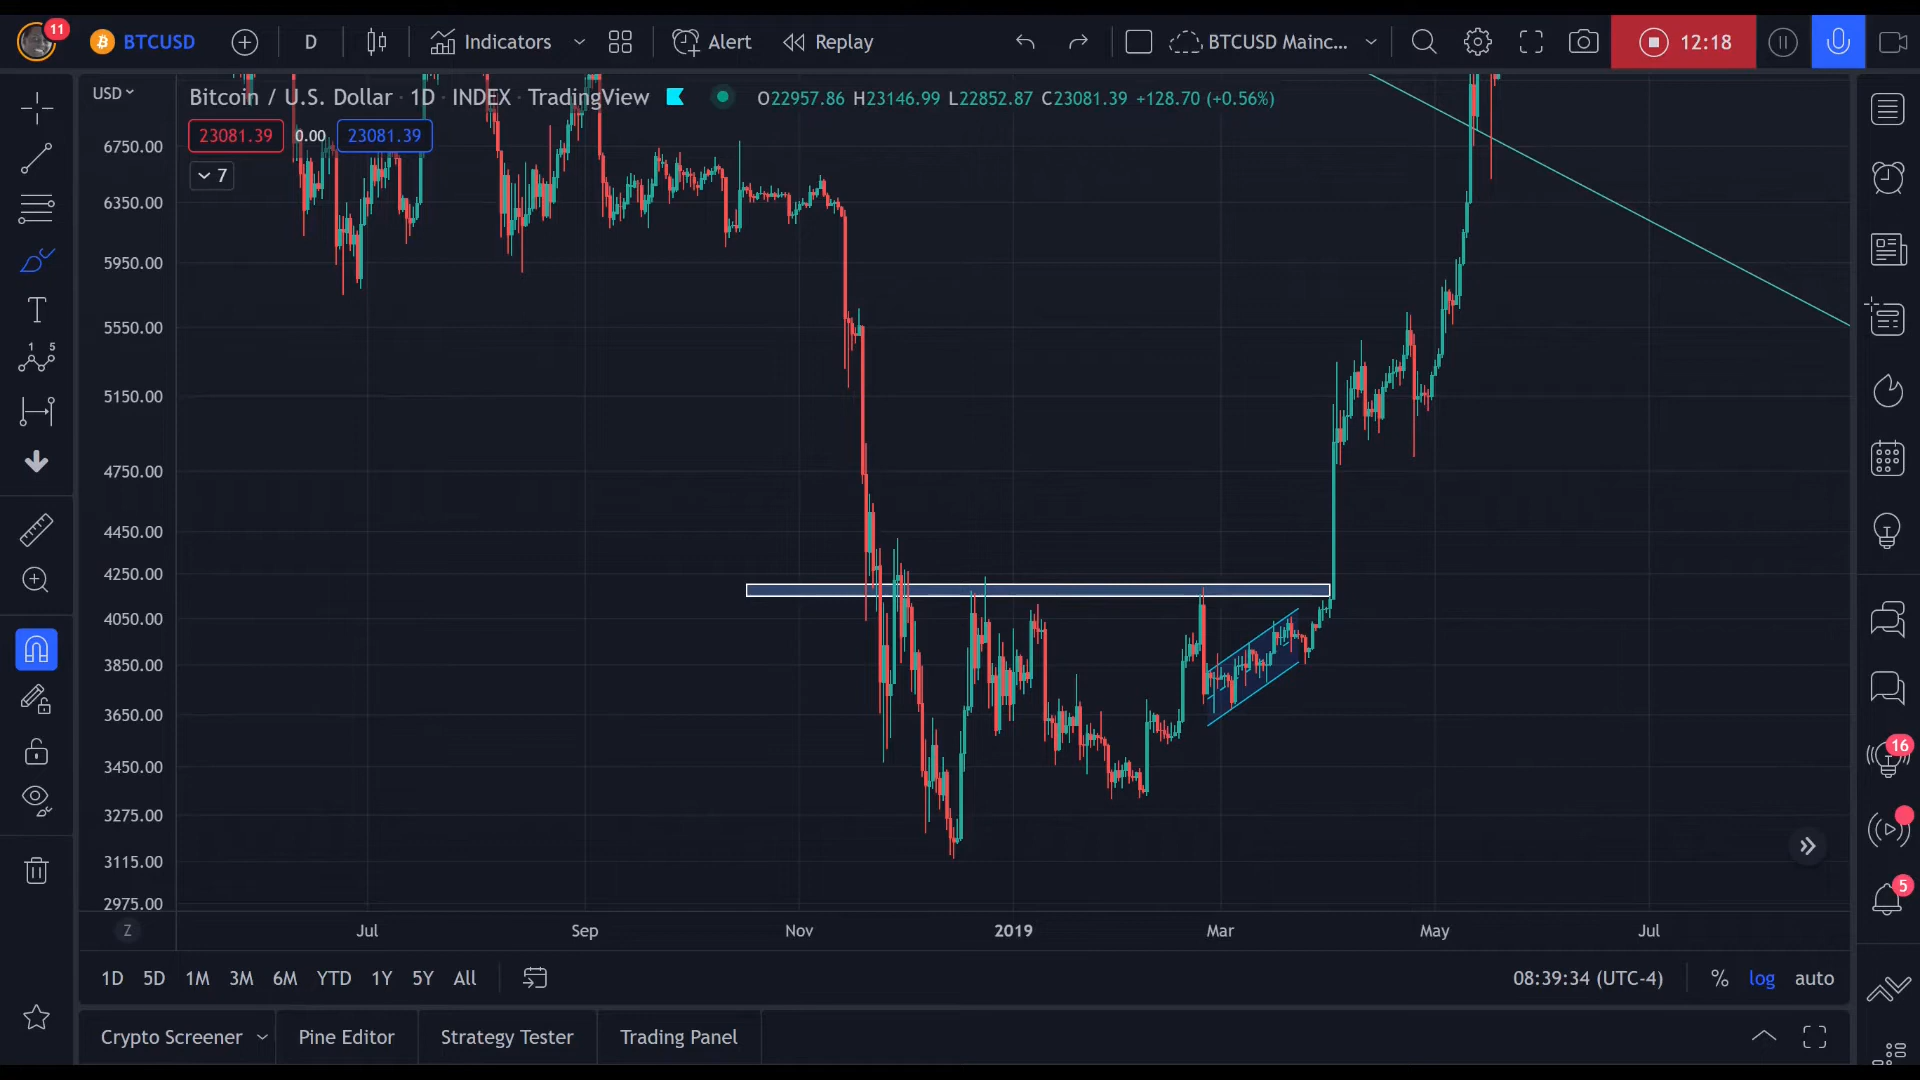 11
BTCUSD
D
Indicators
Alert
Replay
BTCUSD Mainc...
12:18
USD
Bitcoin / U.S. Dollar · 1D · INDEX · TradingView
O22957.86 H23146.99 L22852.87 C23081.39 +128.70 (+0.56%)
23081.39 0.00 23081.39
7
6750.00
6350.00
5950.00
5550.00
5150.00
4750.00
4450.00
4250.00
4050.00
3850.00
3650.00
3450.00
3275.00
3115.00
2975.00
T
1 5
16
5
Z
Jul Sep Nov 2019 Mar May Jul
1D 5D 1M 3M 6M YTD 1Y 5Y All
08:39:34 (UTC-4) % log auto
Crypto Screener Pine Editor Strategy Tester Trading Panel